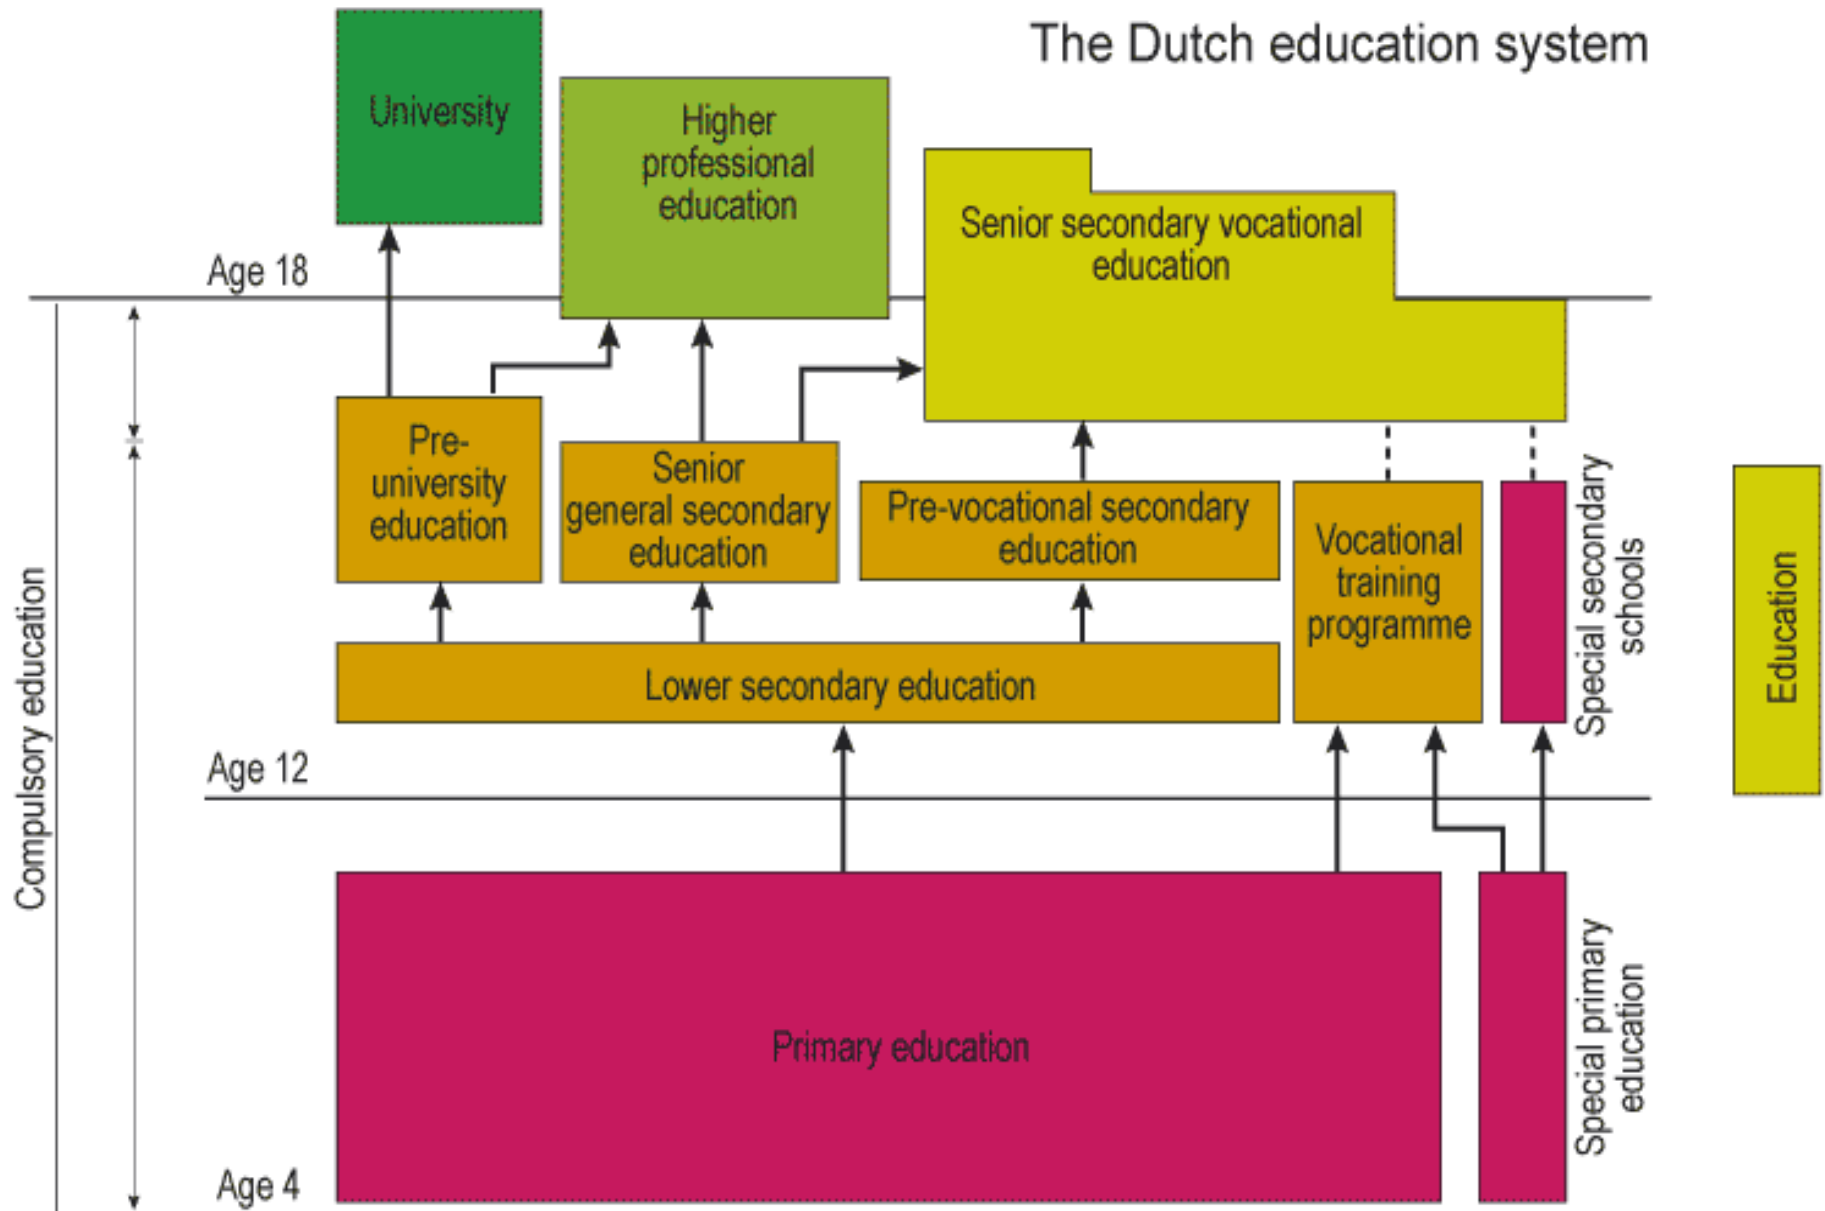 The Dutch education system
University
Higher
professional
education
Senior secondary vocational
education
Age 18
Pre-
university
education
Senior
general secondary
education
Pre-vocational secondary
education
Vocational
training
programme
Special secondary
schools
Education
Lower secondary education
Compulsory education
Age 12
Primary education
Special primary
education
Age 4